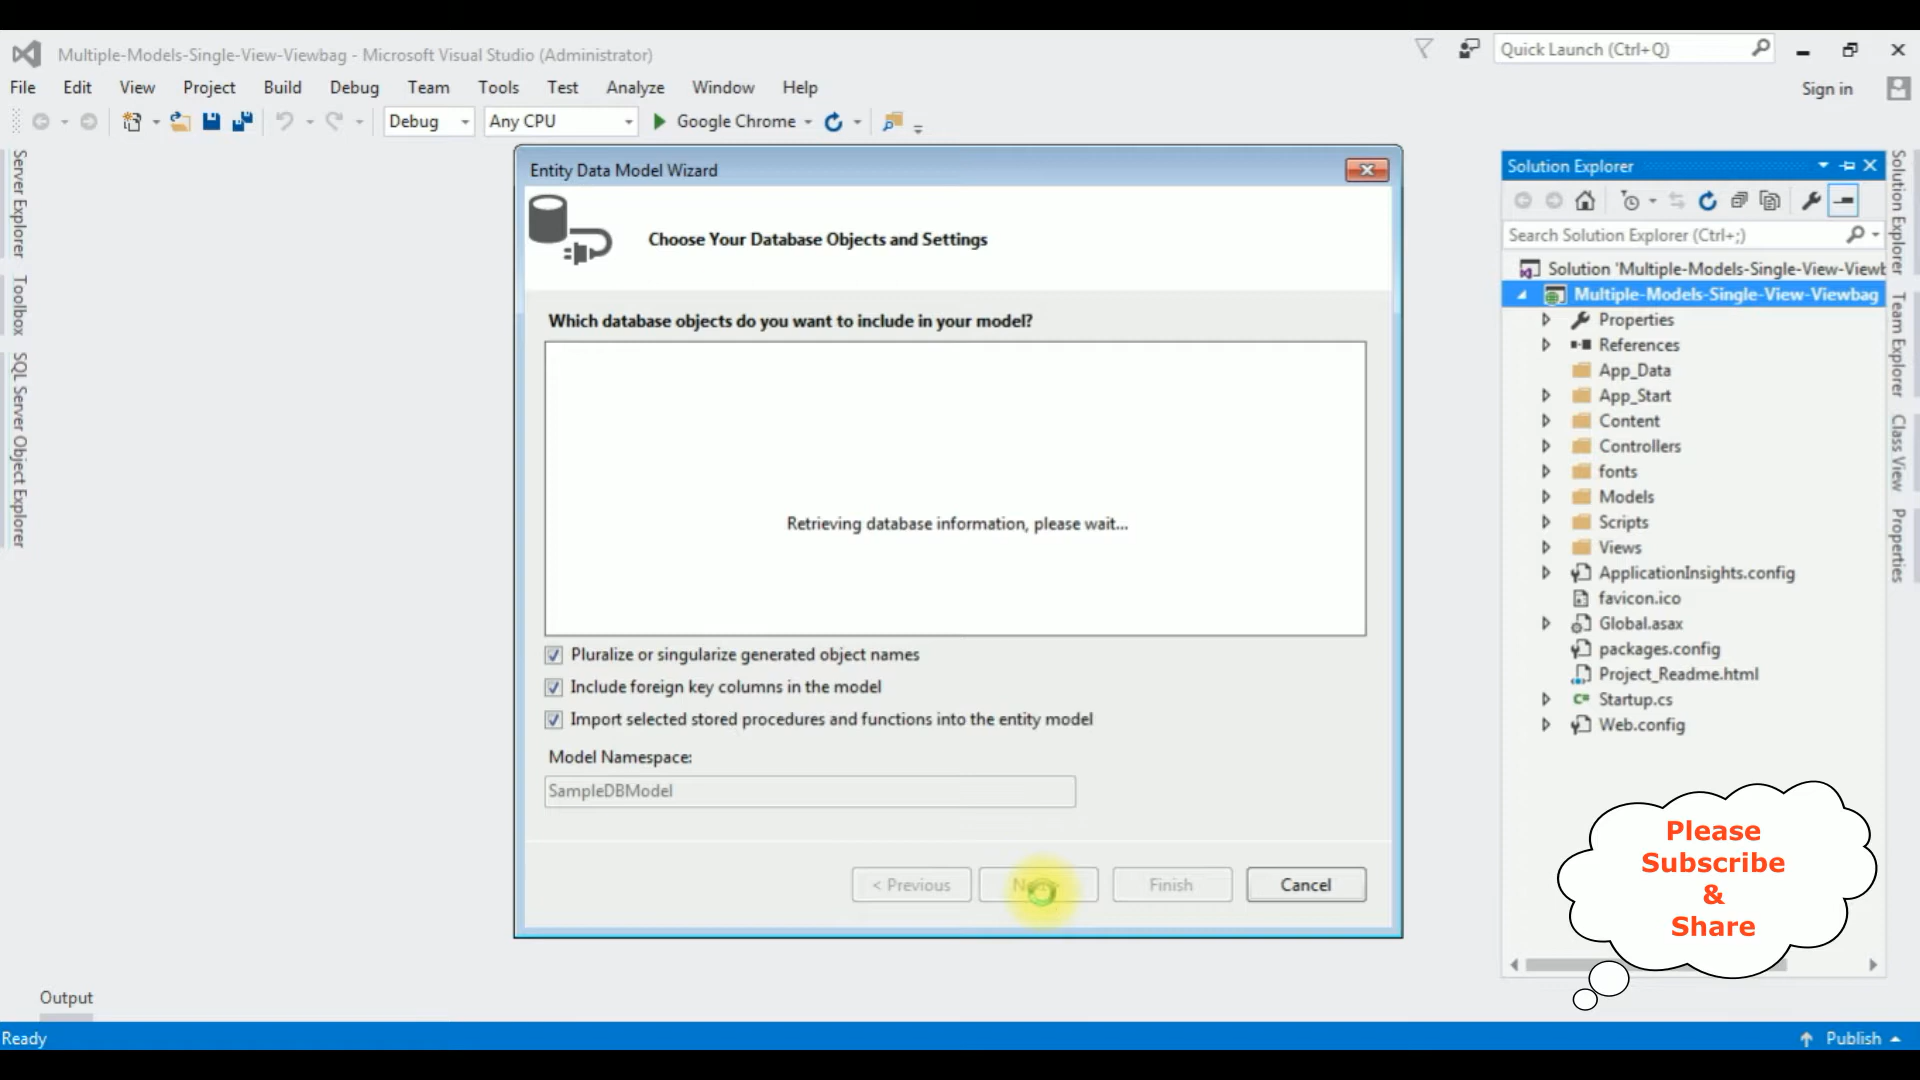 Multiple-Models-Single-View-Viewbag - Microsoft Visual Studio (Administrator)
Quick Launch (Ctrl+Q)
File Edit View Project Build Debug Team Tools Test Analyze Window Help
Sign in
Debug Any CPU Google Chrome
Server Explorer
Toolbox
SQL Server Object Explorer
Entity Data Model Wizard
Choose Your Database Objects and Settings
Which database objects do you want to include in your model?
Retrieving database information, please wait...
Pluralize or singularize generated object names
Include foreign key columns in the model
Import selected stored procedures and functions into the entity model
Model Namespace:
SampleDBModel
< Previous
Finish
Cancel
Solution Explorer
Search Solution Explorer (Ctrl+;)
Solution 'Multiple-Models-Single-View-Viewb
Multiple-Models-Single-View-Viewbag
Properties
References
App_Data
App_Start
Content
Controllers
fonts
Models
Scripts
Views
ApplicationInsights.config
favicon.ico
Global.asax
packages.config
Project_Readme.html
Startup.cs
Web.config
Solution Explorer
Team Explorer
Class View
Properties
Please
Subscribe
&
Share
Output
Ready
Publish